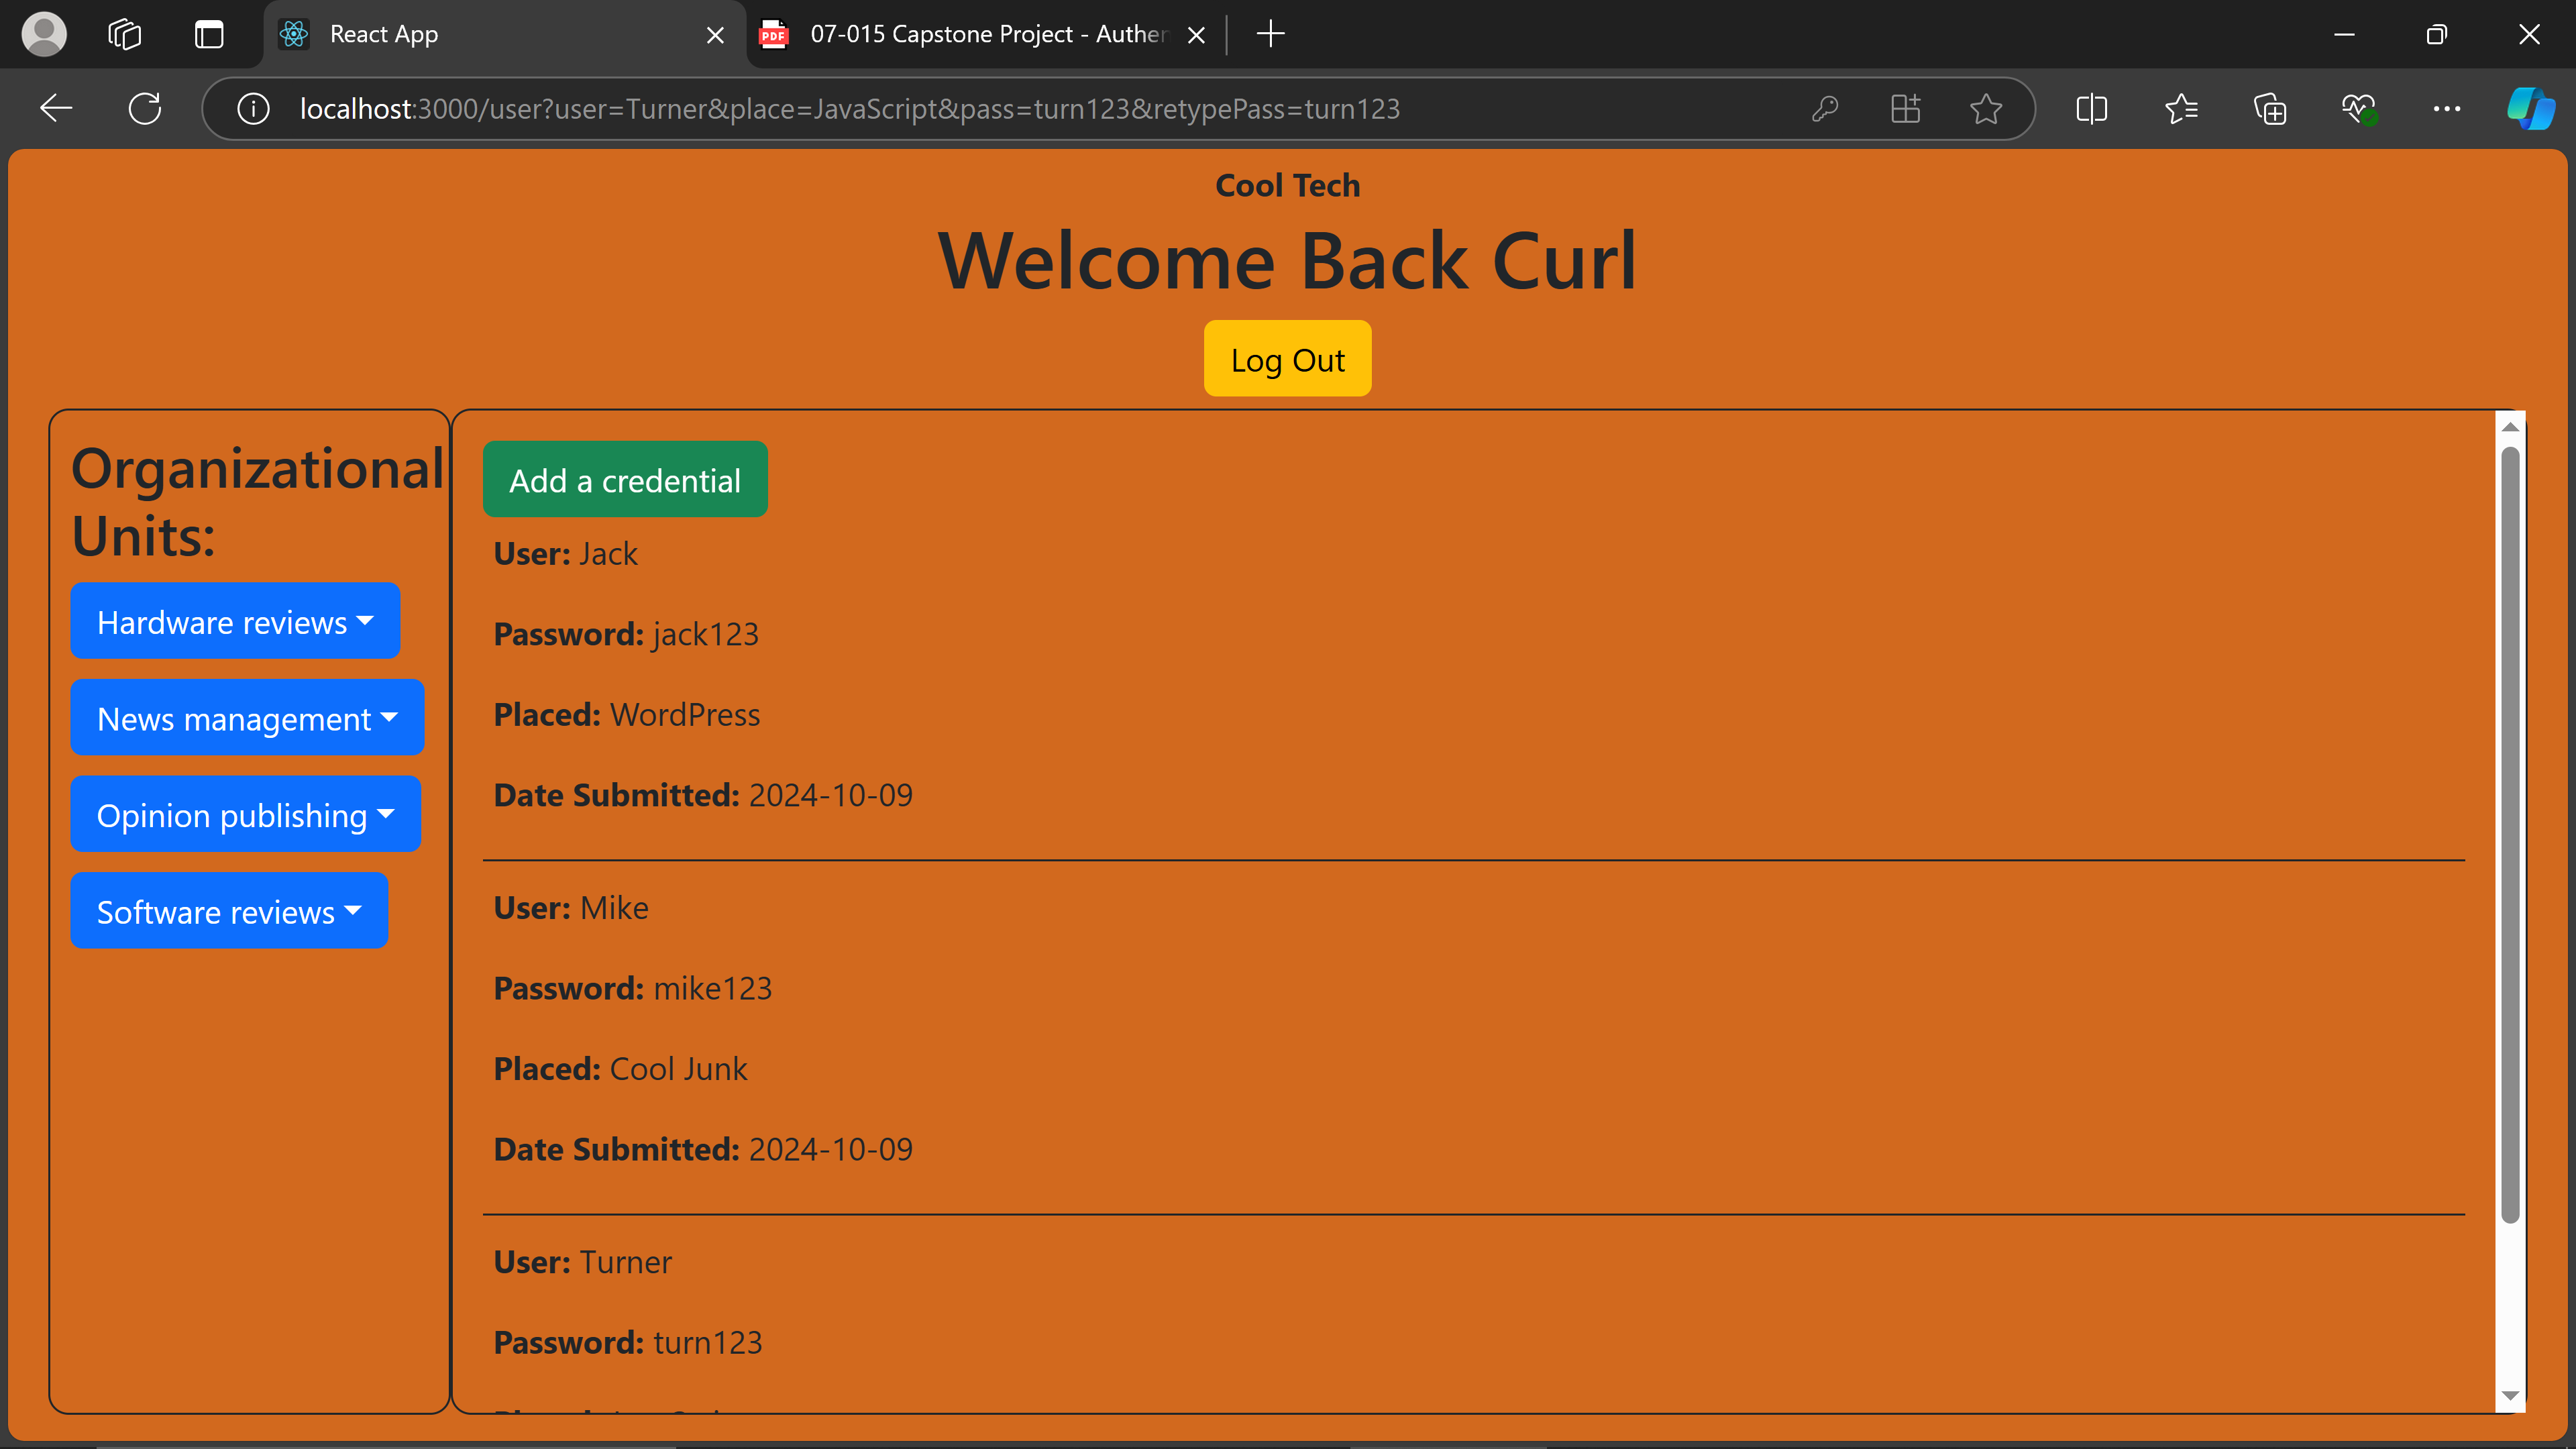 React App
07-015 Capstone Project - Authen
localhost:3000/user?user=Turner&place=JavaScript&pass=turn123&retypePass=turn123
Cool Tech
Welcome Back Curl
Log Out
Organizational
Units:
Hardware reviews
News management
Opinion publishing
Software reviews
Add a credential
User: Jack
Password: jack123
Placed: WordPress
Date Submitted: 2024-10-09
User: Mike
Password: mike123
Placed: Cool Junk
Date Submitted: 2024-10-09
User: Turner
Password: turn123